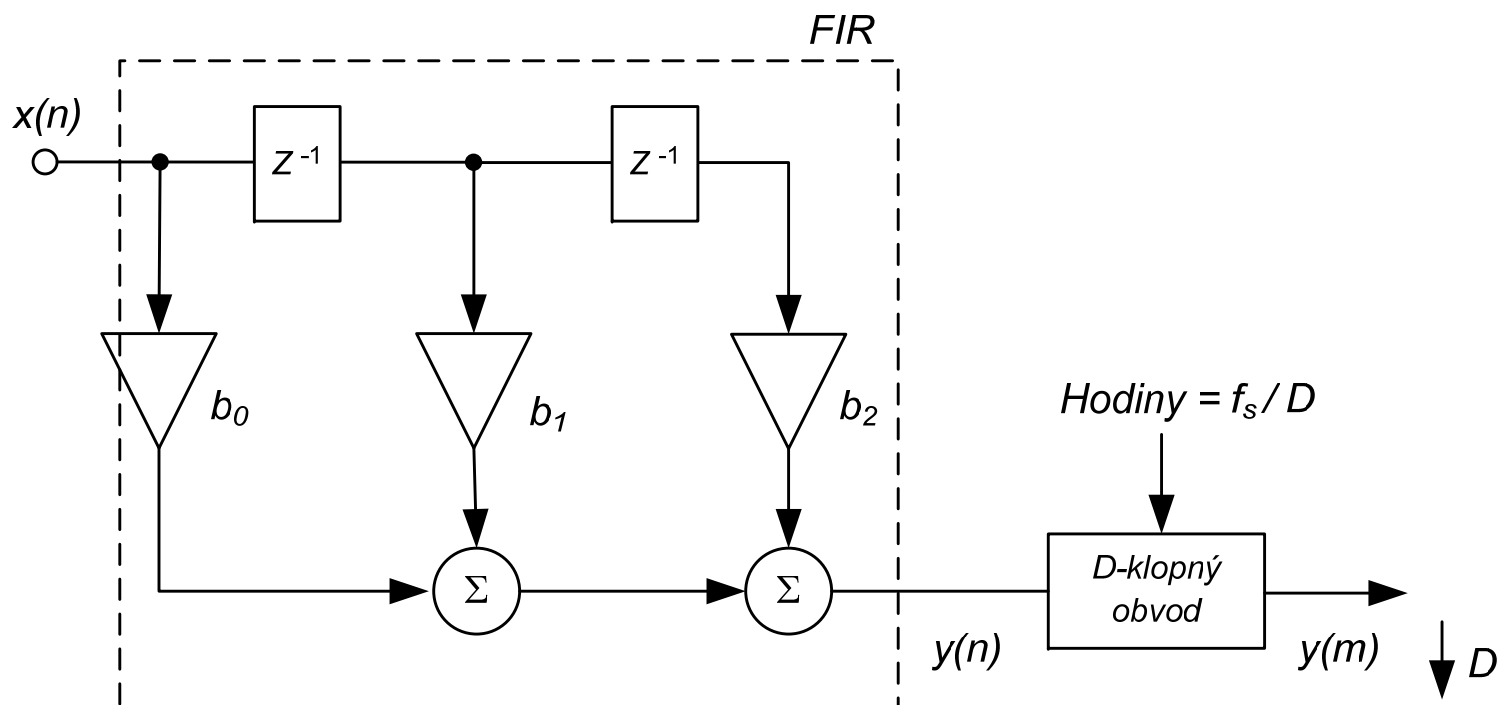 FIR
x(n)
z -1
z -1
b0
b1
b2
Hodiny = fs / D
Σ
Σ
D-klopný
obvod
y(n)
y(m)
D